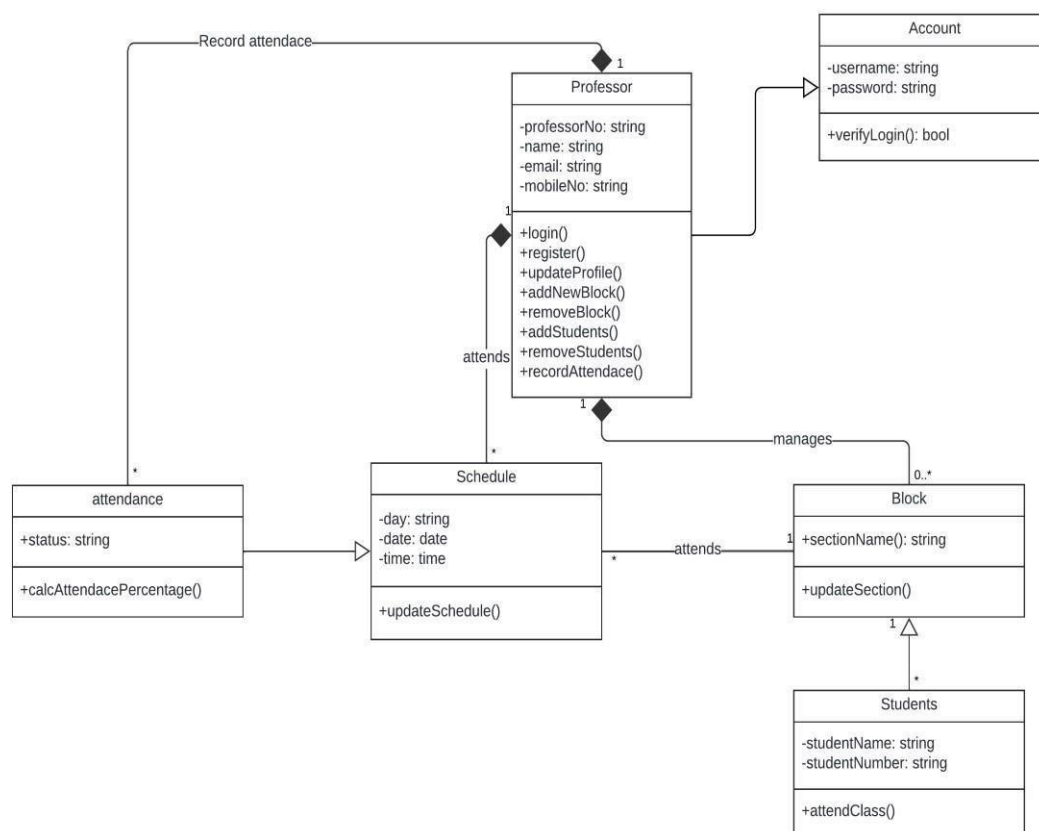 Record attendace
1
Professor
-professorNo: string
-name: string
-email: string
-mobileNo: string
1
+login()
+register()
+updateProfile()
+addNewBlock()
+removeBlock()
+addStudents()
+removeStudents()
+recordAttendace()
Account
-username: string
-password: string
+verifyLogin(): bool
attends
1
manages
*
*
0..*
attendance
+status: string
+calcAttendacePercentage()
Schedule
-day: string
-date: date
-time: time
+updateSchedule()
*
attends
1
Block
+sectionName(): string
+updateSection()
1
*
Students
-studentName: string
-studentNumber: string
+attendClass()